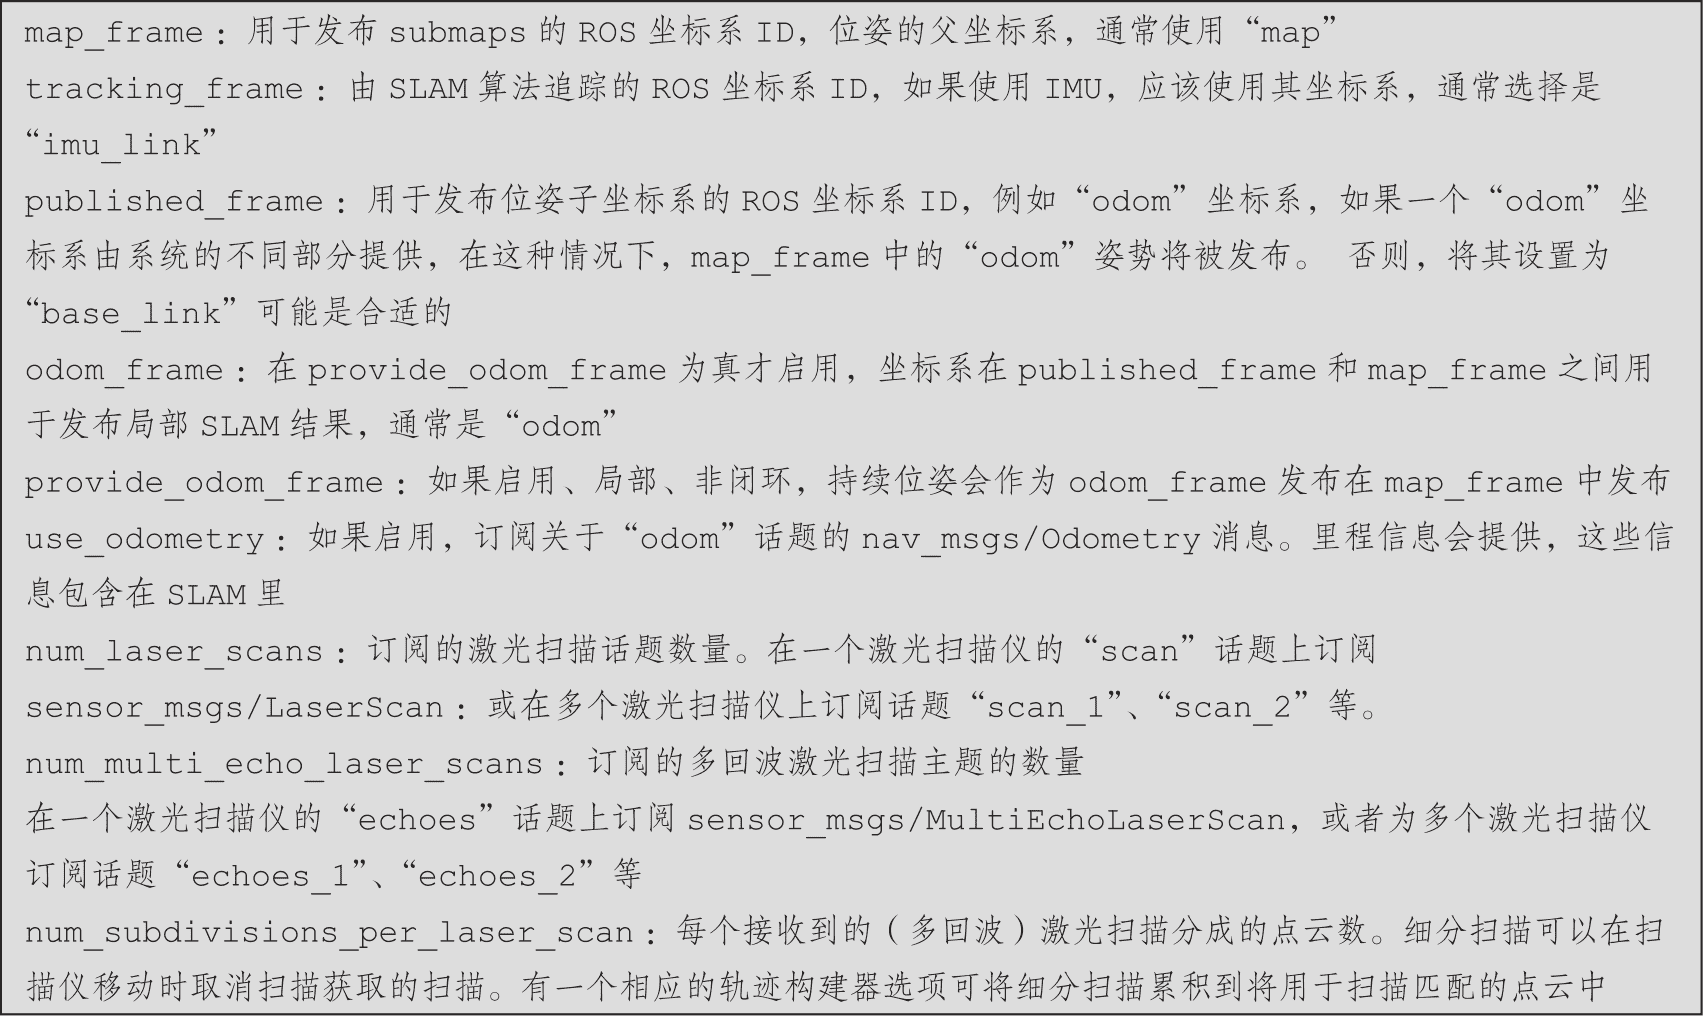 map_frame：用于发布 submaps 的 ROS 坐标系 ID，位姿的父坐标系，通常使用“map”
tracking_frame：由 SLAM 算法追踪的 ROS 坐标系 ID，如果使用 IMU，应该使用其坐标系，通常选择是
“imu_link”
published_frame：用于发布位姿子坐标系的 ROS 坐标系 ID，例如“odom”坐标系，如果一个“odom”坐
标系由系统的不同部分提供，在这种情况下，map_frame 中的“odom”姿势将被发布。 否则，将其设置为
“base_link”可能是合适的
odom_frame：在 provide_odom_frame 为真才启用，坐标系在 published_frame 和 map_frame 之间用
于发布局部 SLAM 结果，通常是“odom”
provide_odom_frame：如果启用、局部、非闭环，持续位姿会作为 odom_frame 发布在 map_frame 中发布
use_odometry：如果启用，订阅关于“odom”话题的 nav_msgs/Odometry 消息。里程信息会提供，这些信
息包含在 SLAM 里
num_laser_scans：订阅的激光扫描话题数量。在一个激光扫描仪的“scan”话题上订阅
sensor_msgs/LaserScan：或在多个激光扫描仪上订阅话题“scan_1”、“scan_2”等。
num_multi_echo_laser_scans：订阅的多回波激光扫描主题的数量
在一个激光扫描仪的“echoes”话题上订阅 sensor_msgs/MultiEchoLaserScan，或者为多个激光扫描仪
订阅话题“echoes_1”、“echoes_2”等
num_subdivisions_per_laser_scan：每个接收到的（多回波）激光扫描分成的点云数。细分扫描可以在扫
描仪移动时取消扫描获取的扫描。有一个相应的轨迹构建器选项可将细分扫描累积到将用于扫描匹配的点云中